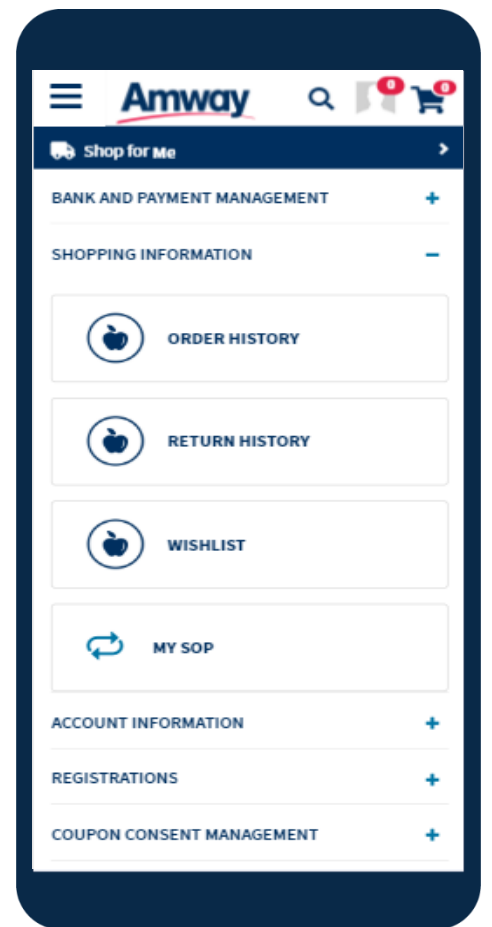 Amway
0
0
Shop for Me
BANK AND PAYMENT MANAGEMENT
SHOPPING INFORMATION
ORDER HISTORY
RETURN HISTORY
WISHLIST
MY SOP
ACCOUNT INFORMATION
REGISTRATIONS
COUPON CONSENT MANAGEMENT